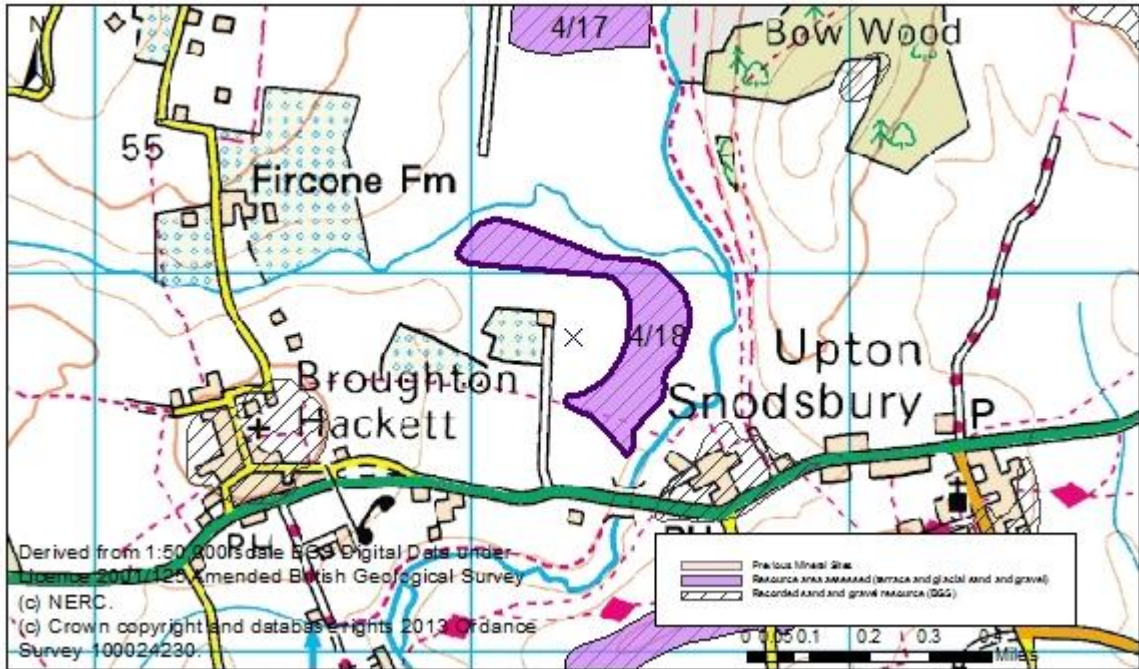 N
4/17
Bow Wood
55
Fircone Fm
4/18
Upton
Snodsbury
Broughton
Hackett
P
PH
PH
Derived from 1:50,000 scale BGS Digital Data under
Licence 2001/125 Amended British Geological Survey
(c) NERC.
(c) Crown copyright and database rights 2013 Ordance
Survey 100024230.
Previous Mineral Sites
Resource area assessed (terrace and glacial sand and gravel)
Recorded sand and gravel resource (BGS)
0 0.05 0.1 0.2 0.3 0.4
Miles